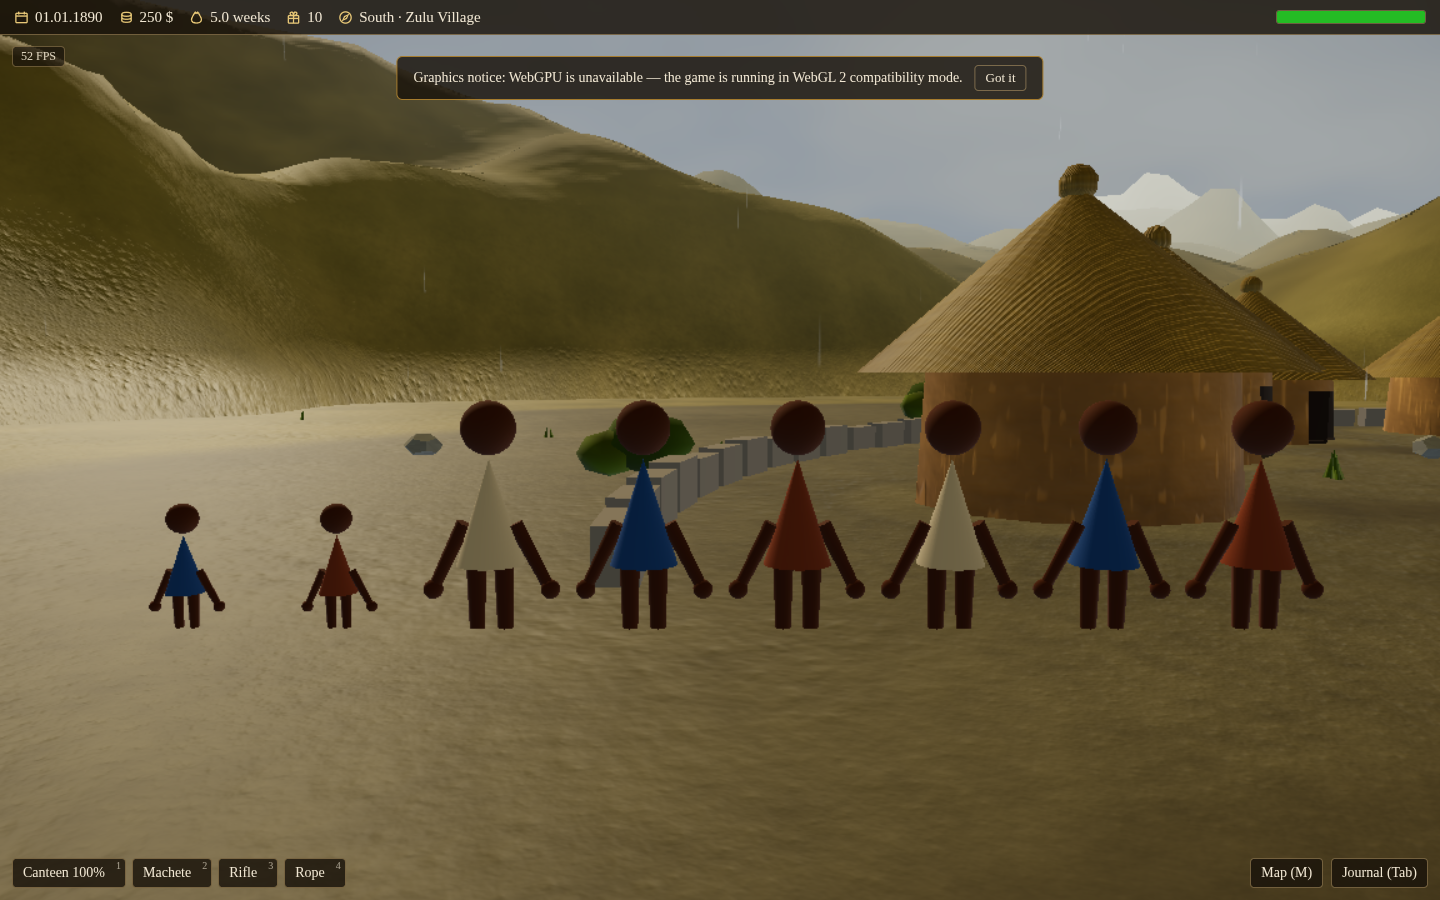 01.01.1890 250 $ 5.0 weeks 10 South · Zulu Village
52 FPS
Graphics notice: WebGPU is unavailable — the game is running in WebGL 2 compatibility mode. Got it
Canteen 100% 1 Machete 2 Rifle 3 Rope 4 Map (M) Journal (Tab)